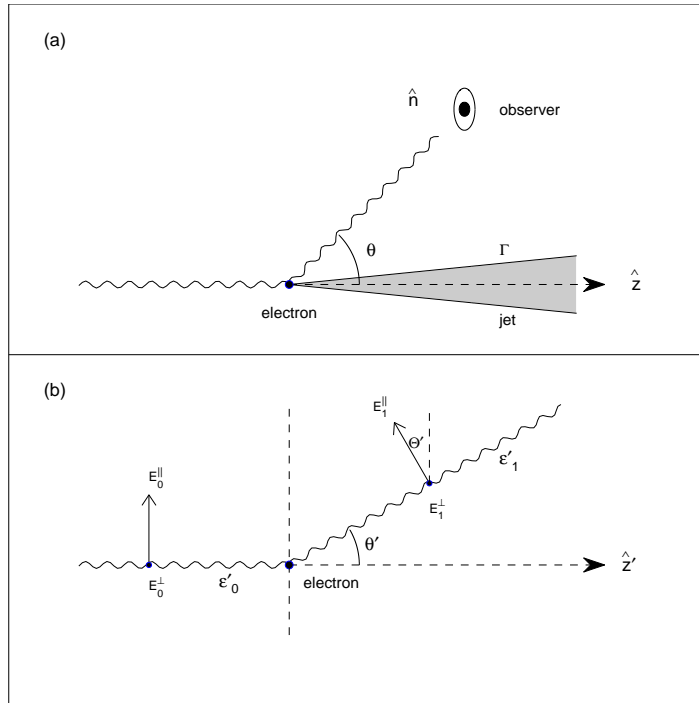 (a)
n̂
observer
θ
Γ
ẑ
electron
jet
(b)
E₁^∥
Θ′
ε′₁
E₀^∥
E₁^⊥
θ′
ẑ′
E₀^⊥
ε′₀
electron